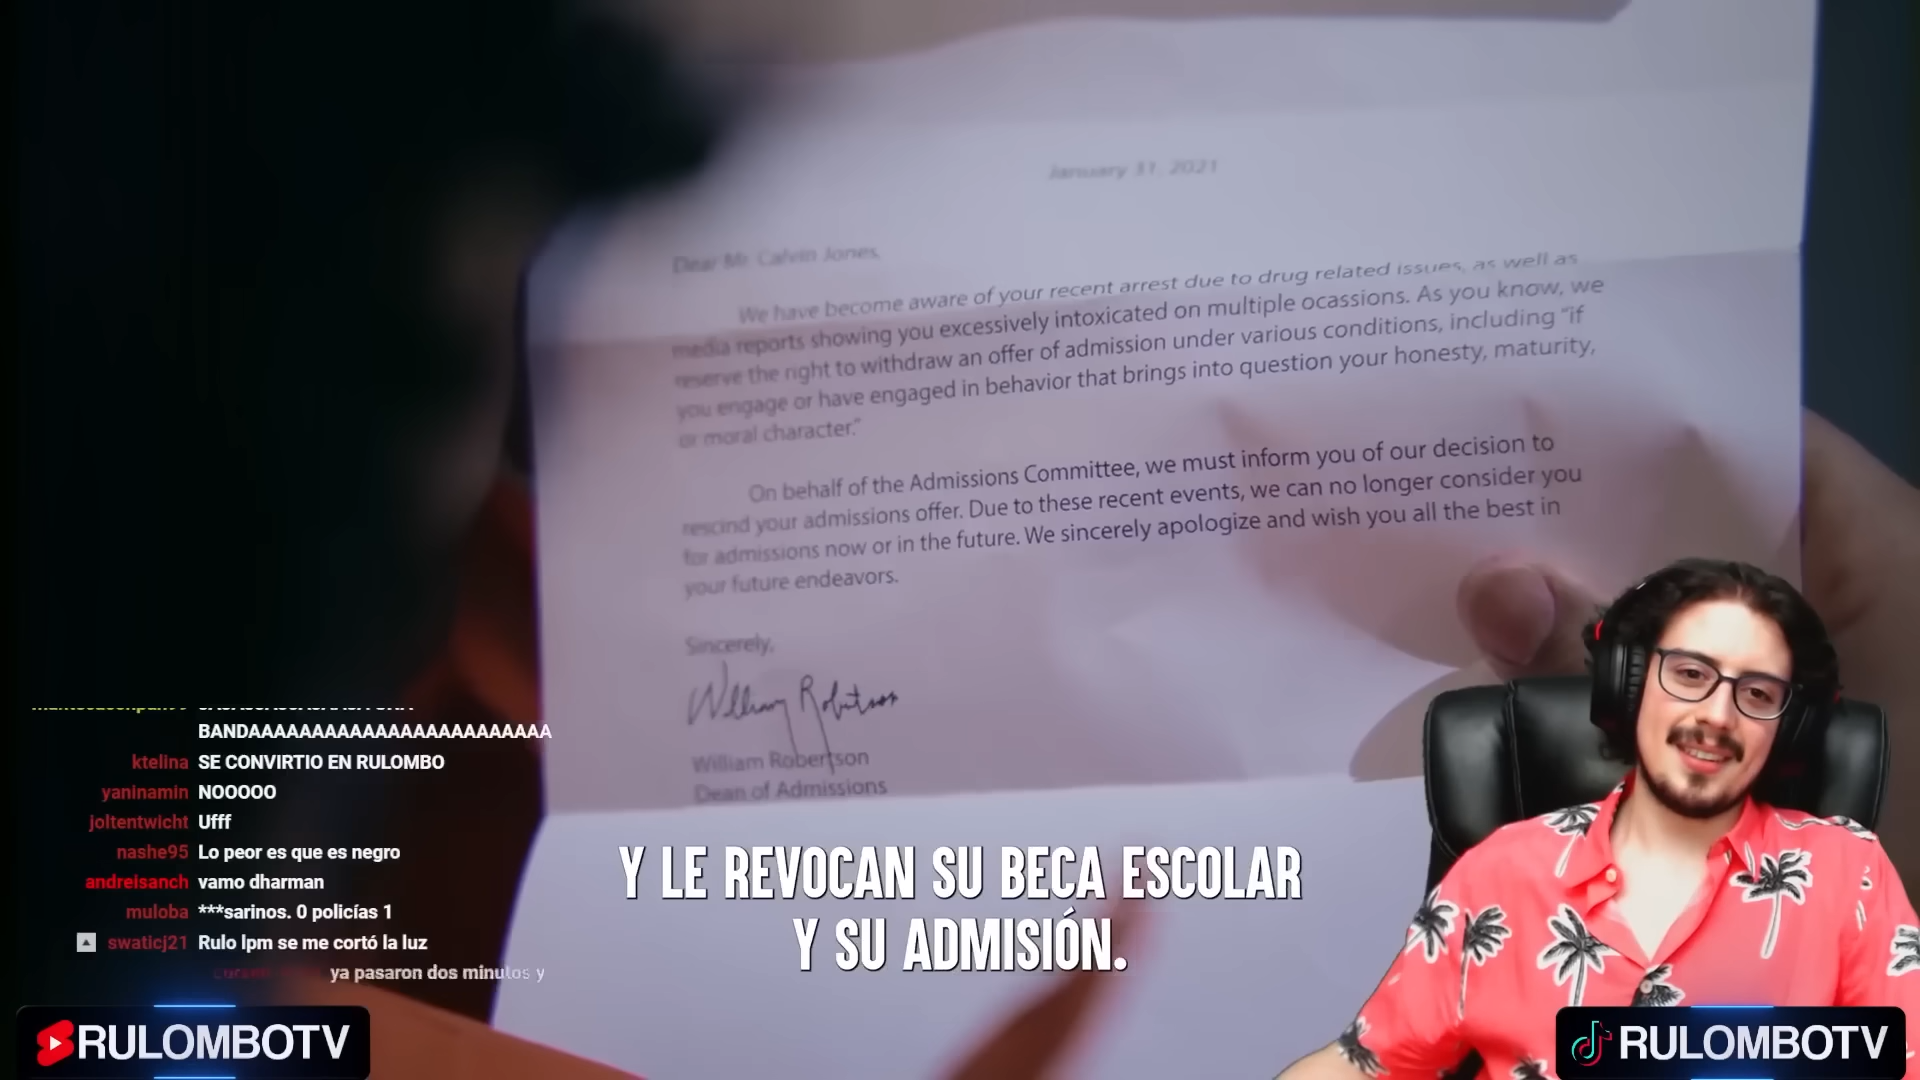 January 31, 2021
Dear Mr. Calvin Jones,
We have become aware of your recent arrest due to drug related issues, as well as
media reports showing you excessively intoxicated on multiple ocassions. As you know, we
reserve the right to withdraw an offer of admission under various conditions, including "if
you engage or have engaged in behavior that brings into question your honesty, maturity,
or moral character."
On behalf of the Admissions Committee, we must inform you of our decision to
rescind your admissions offer. Due to these recent events, we can no longer consider you
for admissions now or in the future. We sincerely apologize and wish you all the best in
your future endeavors.
Sincerely,
William Robertson
William Robertson
Dean of Admissions
BANDAAAAAAAAAAAAAAAAAAAAAAAA
ktelina SE CONVIRTIO EN RULOMBO
yaninamin NOOOOO
joltentwicht Ufff
nashe95 Lo peor es que es negro
andreisanch vamo dharman
muloba ***sarinos. 0 policías 1
swaticj21 Rulo lpm se me cortó la luz
ya pasaron dos minutos y
Y LE REVOCAN SU BECA ESCOLAR
Y SU ADMISIÓN.
RULOMBOTV
RULOMBOTV